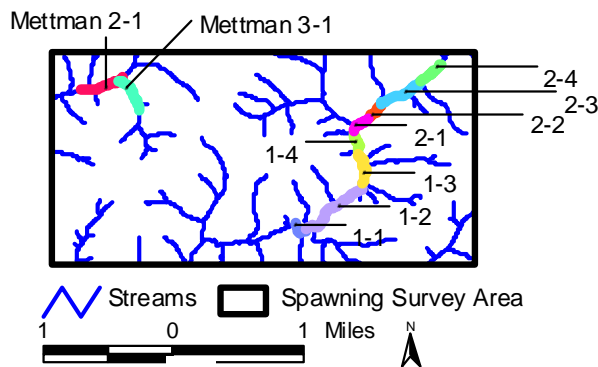 Mettman 2-1
Mettman 3-1
2-4
2-3
2-2
2-1
1-4
1-3
1-2
1-1
Streams
Spawning Survey Area
1 0 1 Miles
N